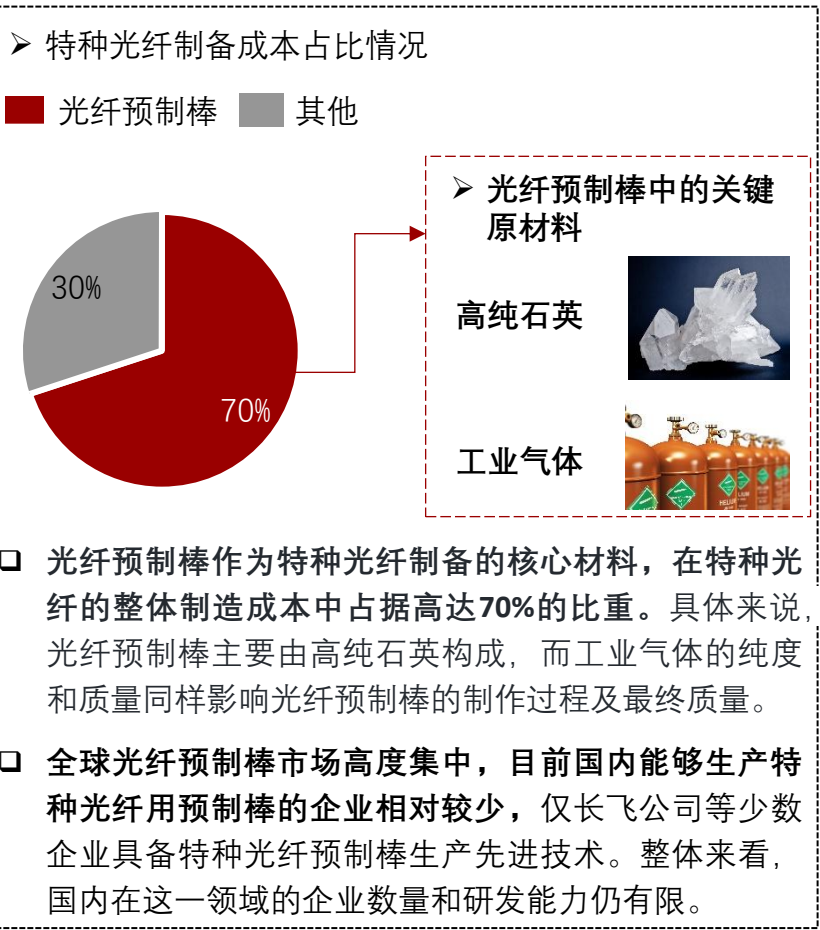 特种光纤制备成本占比情况
光纤预制棒 其他
30%
70%
光纤预制棒中的关键
原材料
高纯石英
工业气体
光纤预制棒作为特种光纤制备的核心材料，在特种光
纤的整体制造成本中占据高达70%的比重。具体来说，
光纤预制棒主要由高纯石英构成，而工业气体的纯度
和质量同样影响光纤预制棒的制作过程及最终质量。
全球光纤预制棒市场高度集中，目前国内能够生产特
种光纤用预制棒的企业相对较少，仅长飞公司等少数
企业具备特种光纤预制棒生产先进技术。整体来看，
国内在这一领域的企业数量和研发能力仍有限。